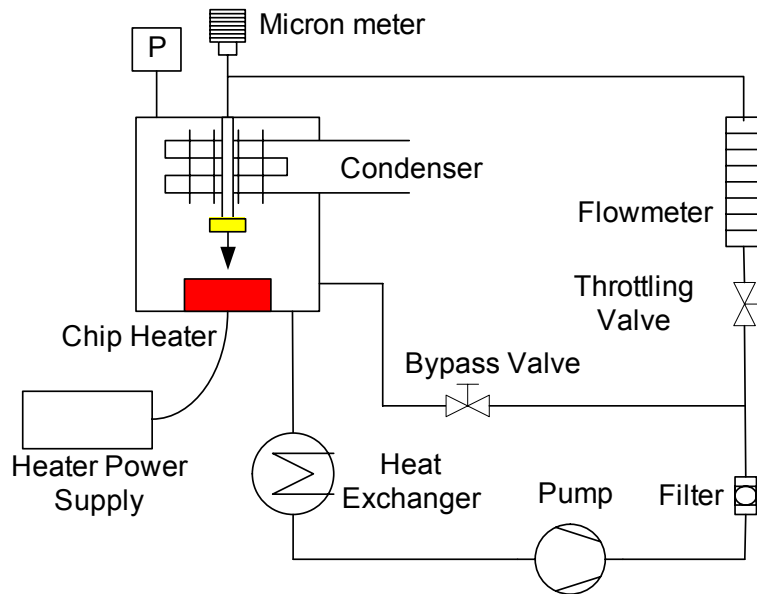 Micron meter
P
Condenser
Flowmeter
Throttling
Valve
Chip Heater
Bypass Valve
Heater Power
Supply
Heat
Exchanger
Pump
Filter